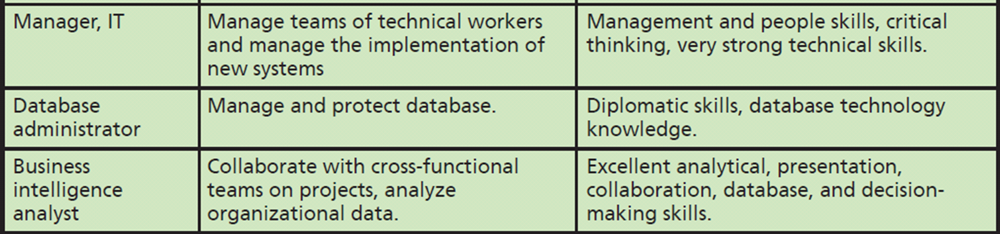 Manager, IT
Manage teams of technical workers
and manage the implementation of
new systems
Management and people skills, critical
thinking, very strong technical skills.
Database
administrator
Manage and protect database.
Diplomatic skills, database technology
knowledge.
Business
intelligence
analyst
Collaborate with cross-functional
teams on projects, analyze
organizational data.
Excellent analytical, presentation,
collaboration, database, and decision-
making skills.